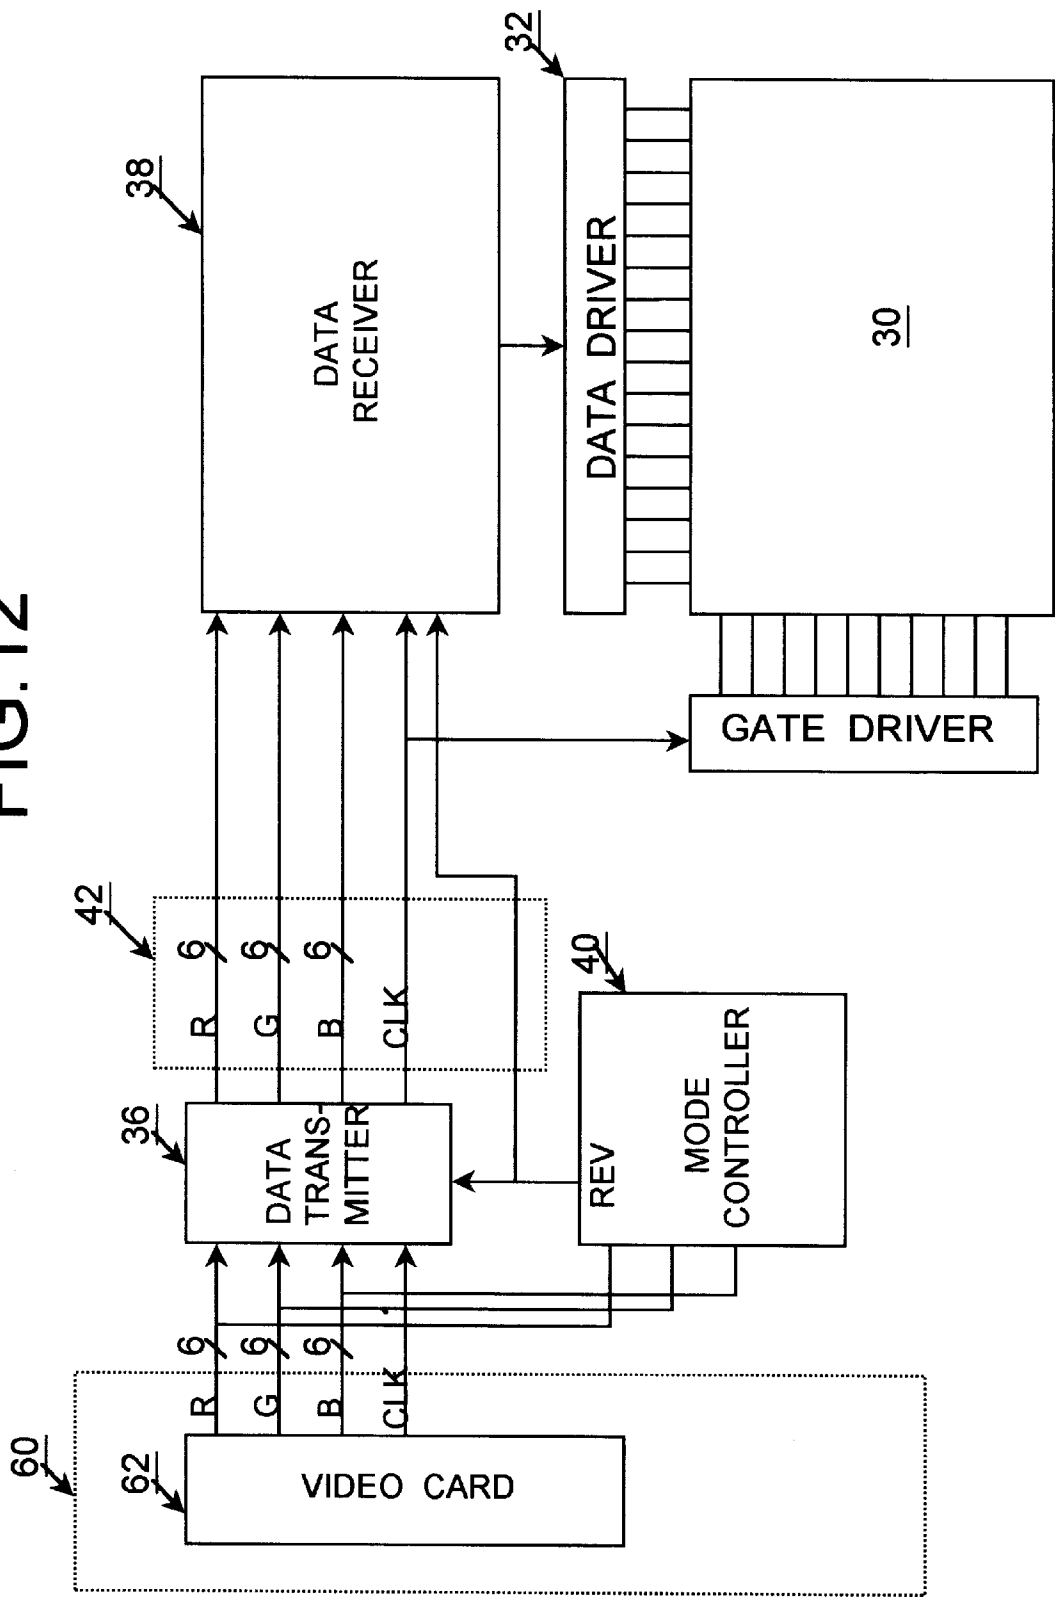 FIG.12
60
62
VIDEO CARD
R 6
G 6
B 6
CLK
36
DATA
TRANS-
MITTER
42
R 6
G 6
B 6
CLK
40
REV
MODE
CONTROLLER
38
DATA
RECEIVER
32
DATA DRIVER
GATE DRIVER
30